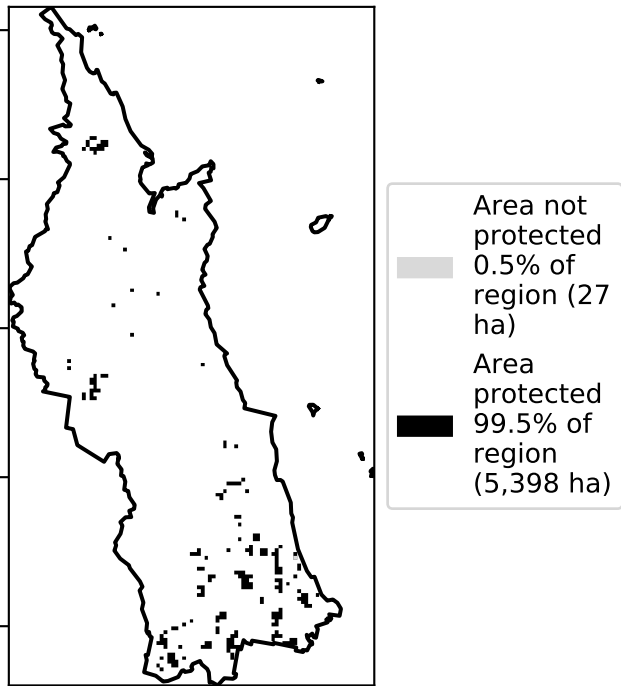 Area not
protected
0.5% of
region (27
ha)
Area
protected
99.5% of
region
(5,398 ha)